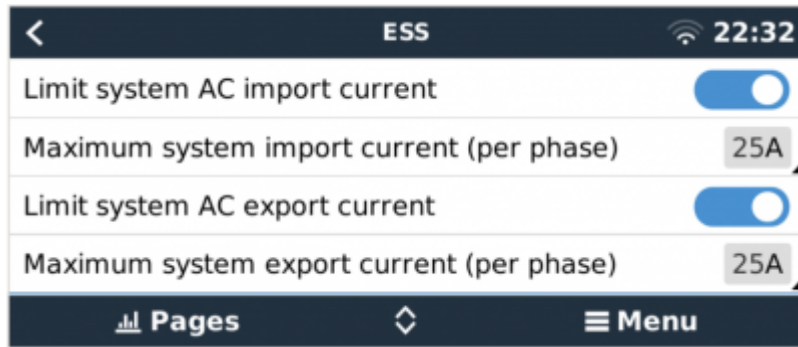 ESS 22:32
Limit system AC import current
Maximum system import current (per phase) 25A
Limit system AC export current
Maximum system export current (per phase) 25A
Pages Menu